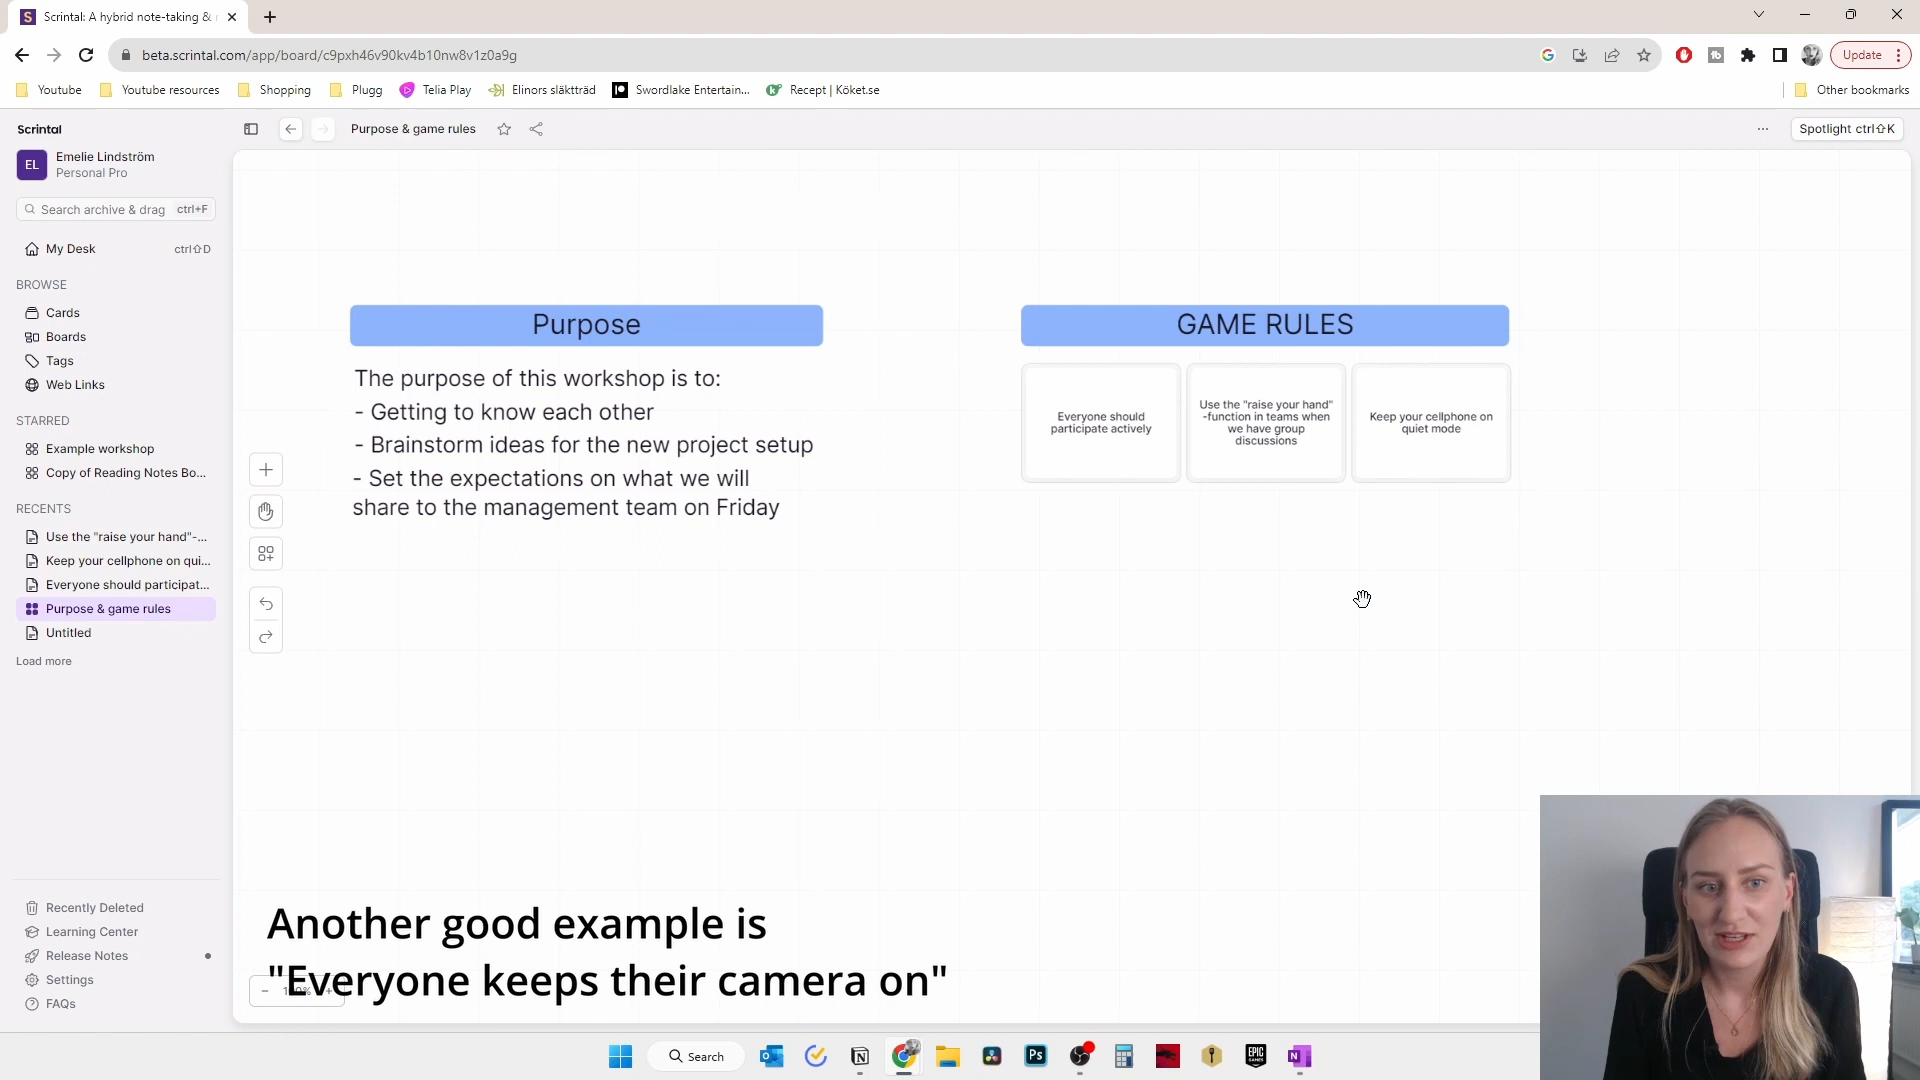 Scrintal: A hybrid note-taking &
beta.scrintal.com/app/board/c9pxh46v90kv4b10nw8v1z0a9g
Update
Youtube
Youtube resources
Shopping
Plugg
Telia Play
Elinors släktträd
Swordlake Entertain...
Recept | Köket.se
Other bookmarks
Scrintal
Purpose & game rules
Spotlight ctrl⇧K
EL
Emelie Lindström
Personal Pro
Search archive & drag
ctrl+F
My Desk
ctrl⇧D
BROWSE
Cards
Boards
Tags
Web Links
STARRED
Example workshop
Copy of Reading Notes Bo...
RECENTS
Use the "raise your hand"-...
Keep your cellphone on qui...
Everyone should participat...
Purpose & game rules
Untitled
Load more
Recently Deleted
Learning Center
Release Notes
Settings
FAQs
Purpose
The purpose of this workshop is to:
- Getting to know each other
- Brainstorm ideas for the new project setup
- Set the expectations on what we will
share to the management team on Friday
GAME RULES
Everyone should
participate actively
Use the "raise your hand"
-function in teams when
we have group
discussions
Keep your cellphone on
quiet mode
Another good example is
"Everyone keeps their camera on"
Search
Ps
EPIC
GAMES